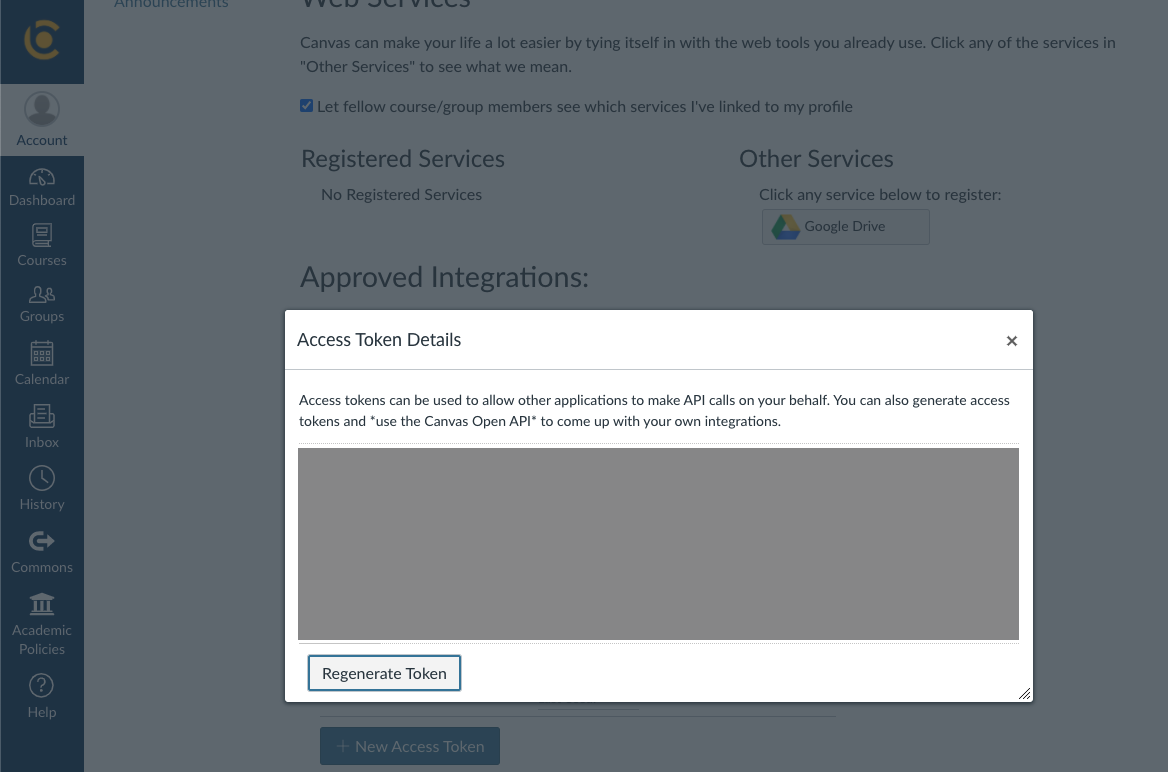 Announcements
Web Services
Canvas can make your life a lot easier by tying itself in with the web tools you already use. Click any of the services in
"Other Services" to see what we mean.
Let fellow course/group members see which services I've linked to my profile
Registered Services
Other Services
No Registered Services
Click any service below to register:
Google Drive
Approved Integrations:
Account
Dashboard
Courses
Groups
Calendar
Inbox
History
Commons
Academic
Policies
Help
Access Token Details
×
Access tokens can be used to allow other applications to make API calls on your behalf. You can also generate access
tokens and *use the Canvas Open API* to come up with your own integrations.
Regenerate Token
+ New Access Token